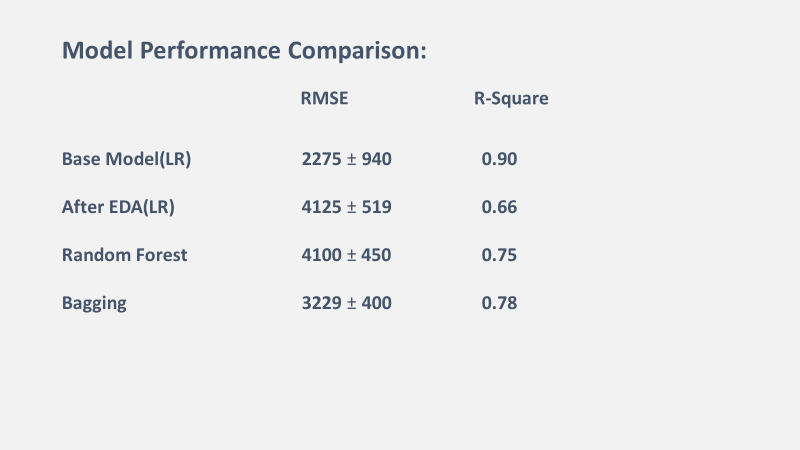 Model Performance Comparison:
RMSE R-Square
Base Model(LR) 2275 ± 940 0.90
After EDA(LR) 4125 ± 519 0.66
Random Forest 4100 ± 450 0.75
Bagging 3229 ± 400 0.78